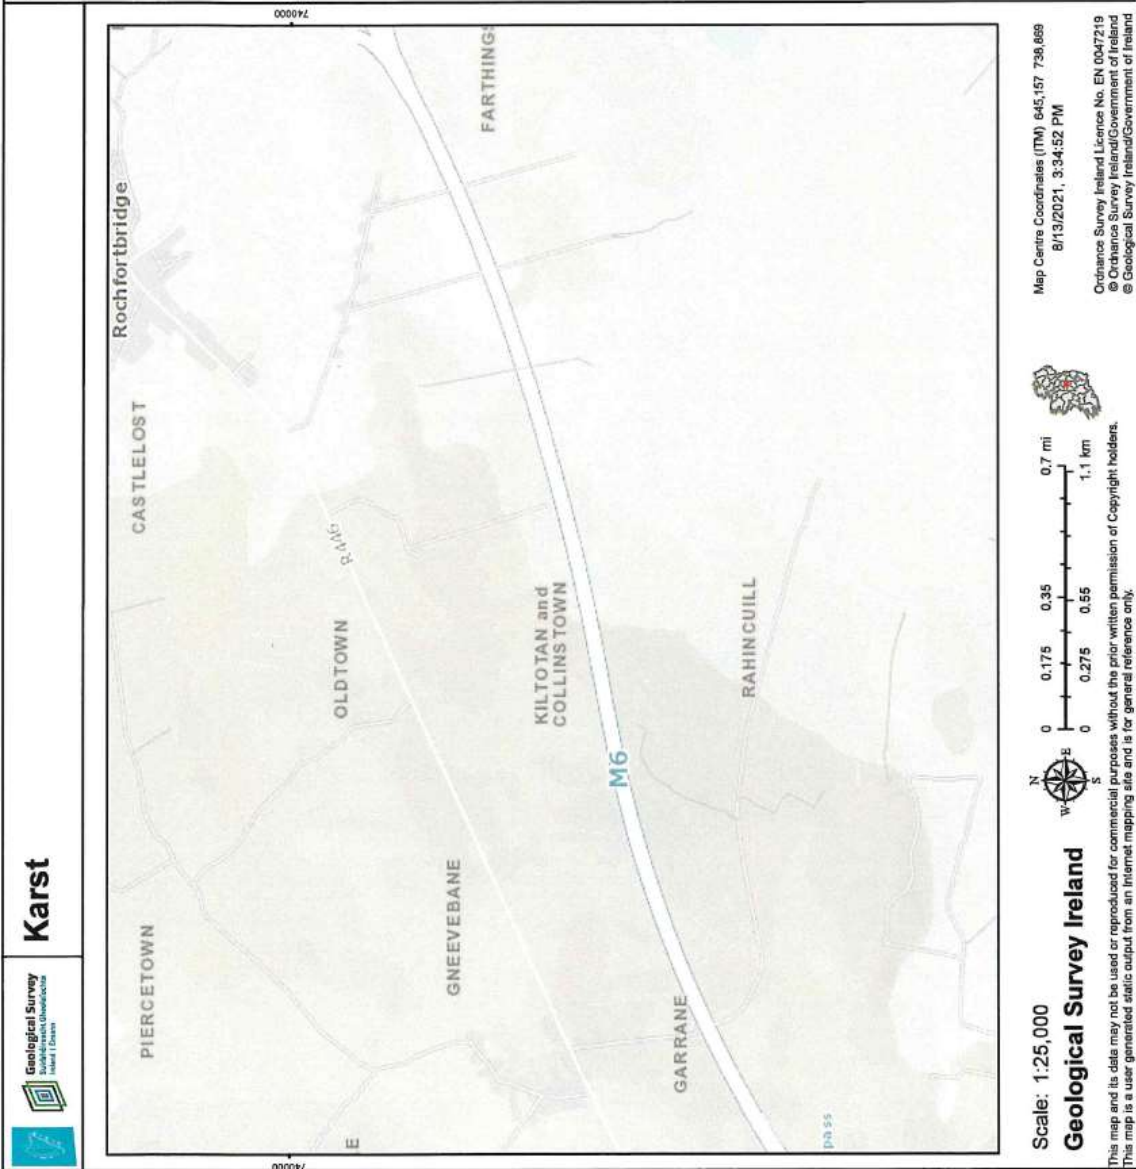 Geological Survey
Suirbhéireacht Gheolaíochta
Ireland | Éireann
Karst
740000
740000
PIERCETOWN
CASTLELOST
Rochfortbridge
OLDTOWN
R446
GNEEVEBANE
KILTOTAN and
COLLINSTOWN
FARTHINGS
M6
GARRANE
RAHINCUILL
E
pass
Scale: 1:25,000
Geological Survey Ireland
N
W
E
S
0 0.175 0.35 0.7 mi
0 0.275 0.55 1.1 km
Map Centre Coordinates (ITM) 645,157 738,869
8/13/2021, 3:34:52 PM
Ordnance Survey Ireland Licence No. EN 0047219
© Ordnance Survey Ireland/Government of Ireland
© Geological Survey Ireland/Government of Ireland
This map and its data may not be used or reproduced for commercial purposes without the prior written permission of Copyright holders.
This map is a user generated static output from an Internet mapping site and is for general reference only.